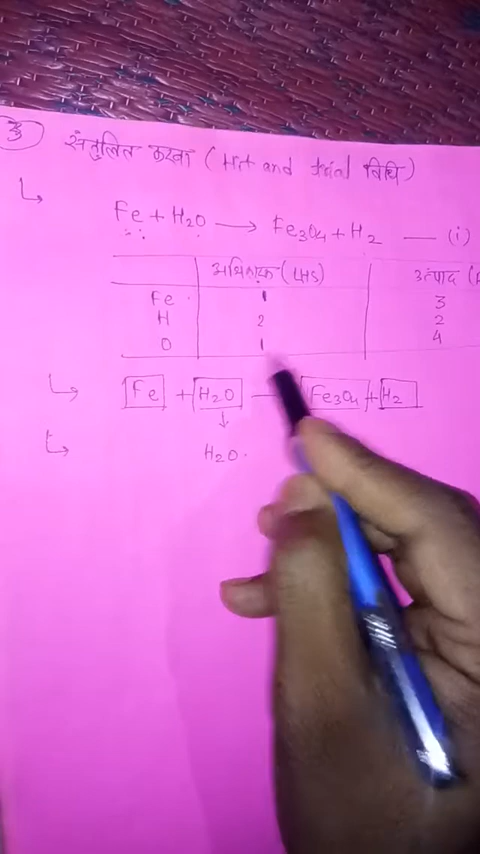 3 संतुलित करना (Hit and trial विधि)
↳ Fe + H2O ⟶ Fe3O4 + H2 — (i)
अभिकारक (LHS) उत्पाद
Fe 1 3
H 2 2
O 1 4
↳ Fe + H2O — Fe3O4 + H2
↓
↳ H2O